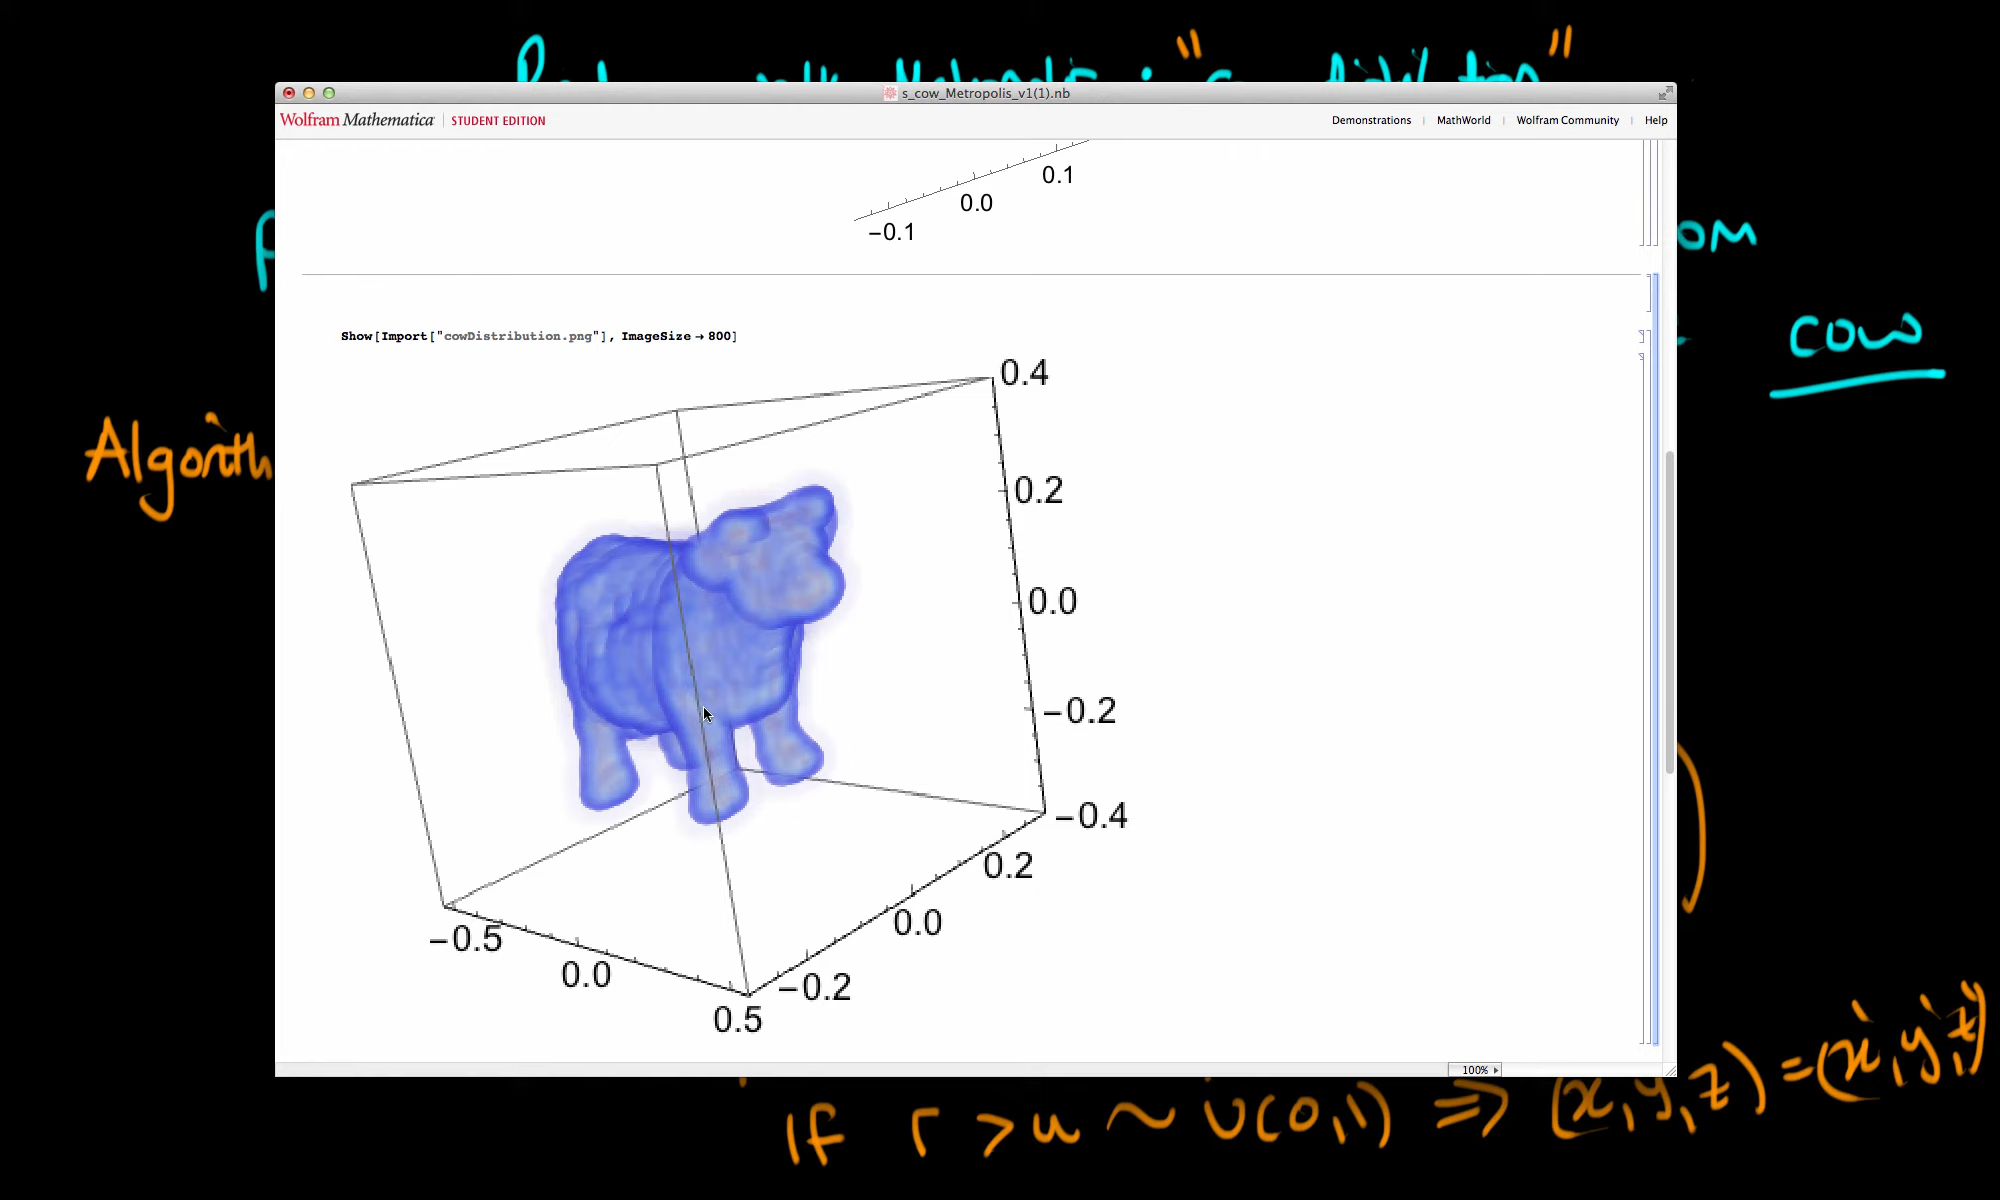 "            "
s_cow_Metropolis_v1(1).nb
Wolfram Mathematica | STUDENT EDITION
Demonstrations | MathWorld | Wolfram Community | Help
0.1
0.0
−0.1
om
cow
Show[Import["cowDistribution.png"], ImageSize → 800]
Algorith
0.4
0.2
0.0
−0.2
−0.4
0.2
0.0
−0.2
−0.5
0.0
0.5
100%
if r > u ~ U(0,1) ⇒ (x,y,z) = (x',y',z')